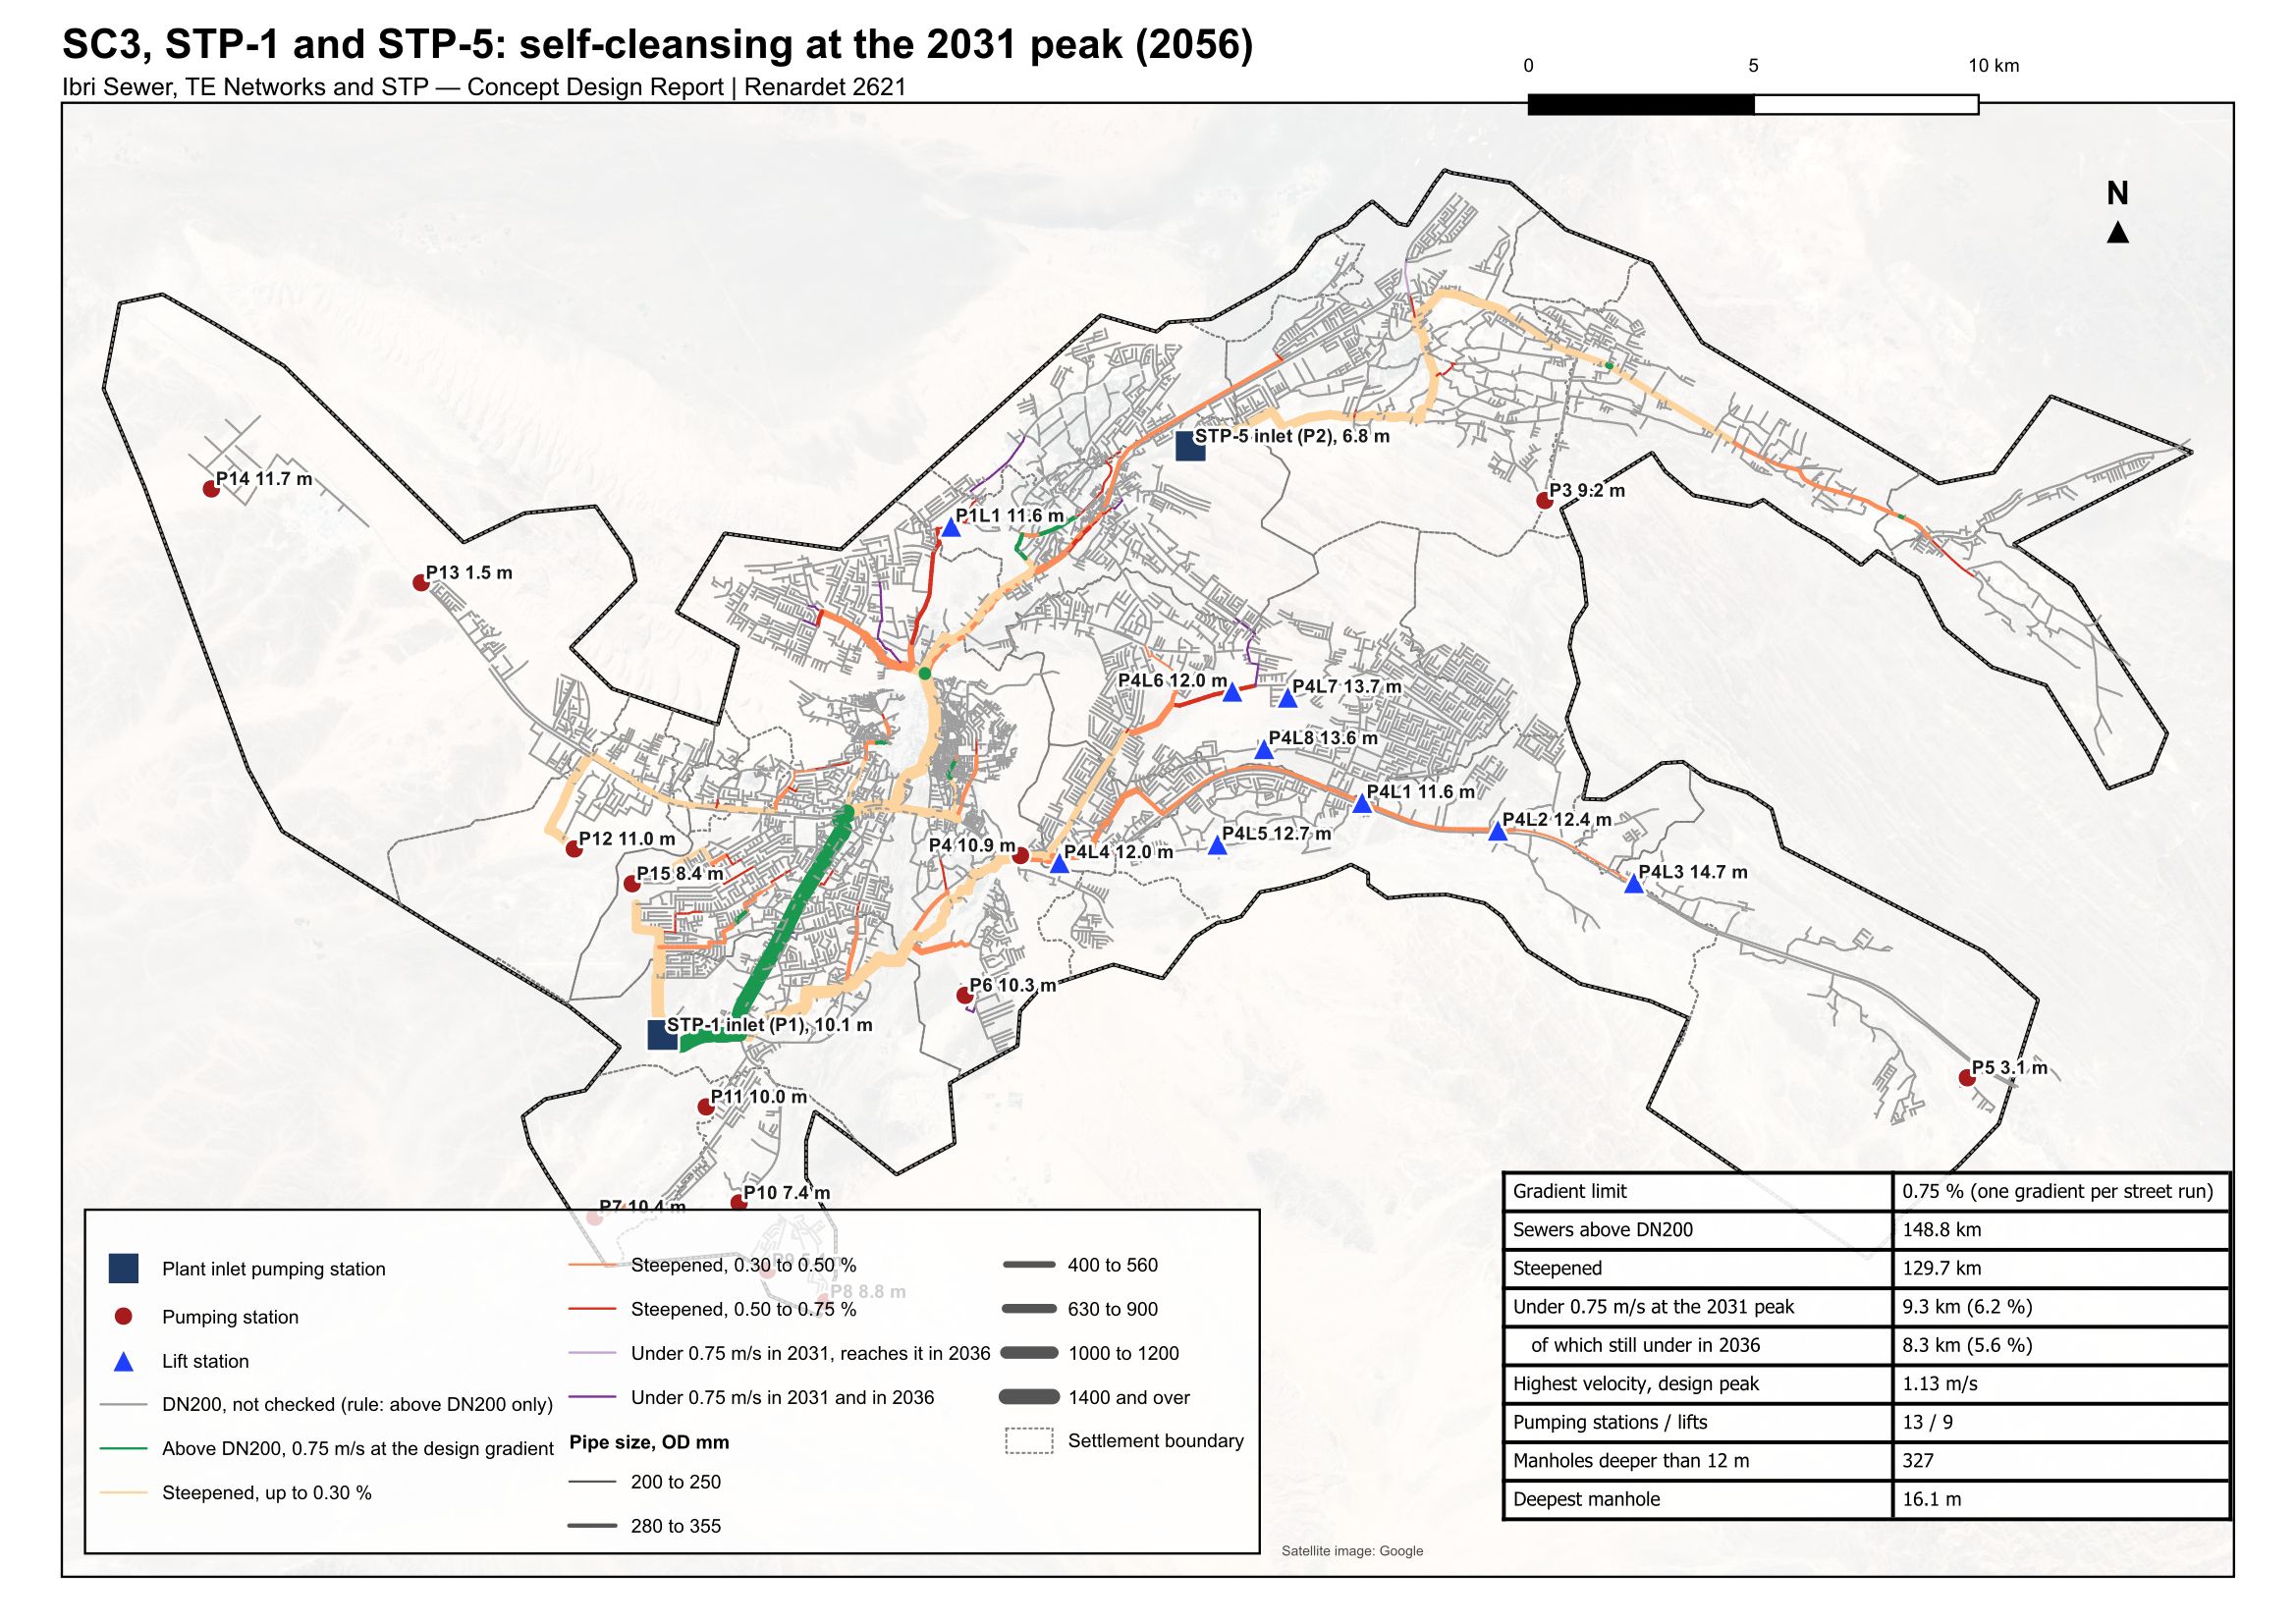 SC3, STP-1 and STP-5: self-cleansing at the 2031 peak (2056)
Ibri Sewer, TE Networks and STP — Concept Design Report | Renardet 2621
0 5 10 km
N
STP-5 inlet (P2), 6.8 m
P14 11.7 m
P3 9.2 m
P1L1 11.6 m
P13 1.5 m
P4L6 12.0 m
P4L7 13.7 m
P4L8 13.6 m
P4L1 11.6 m
P4L2 12.4 m
P12 11.0 m
P4 10.9 m
P4L4 12.0 m
P4L5 12.7 m
P15 8.4 m
P4L3 14.7 m
P6 10.3 m
STP-1 inlet (P1), 10.1 m
P5 3.1 m
P11 10.0 m
P10 7.4 m
P7 10.4 m
P8 8.8 m
Plant inlet pumping station
Pumping station
Lift station
DN200, not checked (rule: above DN200 only)
Above DN200, 0.75 m/s at the design gradient
Steepened, up to 0.30 %
Steepened, 0.30 to 0.50 %
Steepened, 0.50 to 0.75 %
Under 0.75 m/s in 2031, reaches it in 2036
Under 0.75 m/s in 2031 and in 2036
Pipe size, OD mm
200 to 250
280 to 355
400 to 560
630 to 900
1000 to 1200
1400 and over
Settlement boundary
Gradient limit 0.75 % (one gradient per street run)
Sewers above DN200 148.8 km
Steepened 129.7 km
Under 0.75 m/s at the 2031 peak 9.3 km (6.2 %)
of which still under in 2036 8.3 km (5.6 %)
Highest velocity, design peak 1.13 m/s
Pumping stations / lifts 13 / 9
Manholes deeper than 12 m 327
Deepest manhole 16.1 m
Satellite image: Google